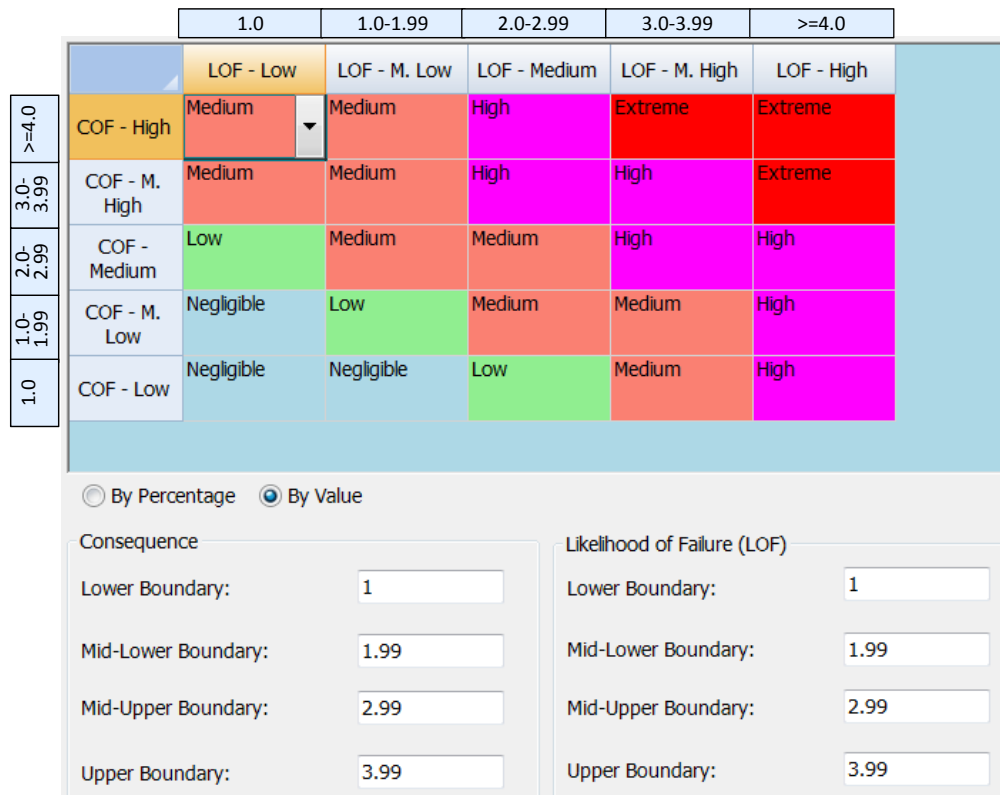 1.0 1.0-1.99 2.0-2.99 3.0-3.99 >=4.0
LOF - Low LOF - M. Low LOF - Medium LOF - M. High LOF - High
>=4.0 COF - High Medium Medium High Extreme Extreme
3.0-
3.99
COF - M.
High
Medium Medium High High Extreme
2.0-
2.99
COF -
Medium
Low Medium Medium High High
1.0-
1.99
COF - M.
Low
Negligible Low Medium Medium High
1.0 COF - Low Negligible Negligible Low Medium High
By Percentage By Value
Consequence
Lower Boundary: 1
Mid-Lower Boundary: 1.99
Mid-Upper Boundary: 2.99
Upper Boundary: 3.99
Likelihood of Failure (LOF)
Lower Boundary: 1
Mid-Lower Boundary: 1.99
Mid-Upper Boundary: 2.99
Upper Boundary: 3.99